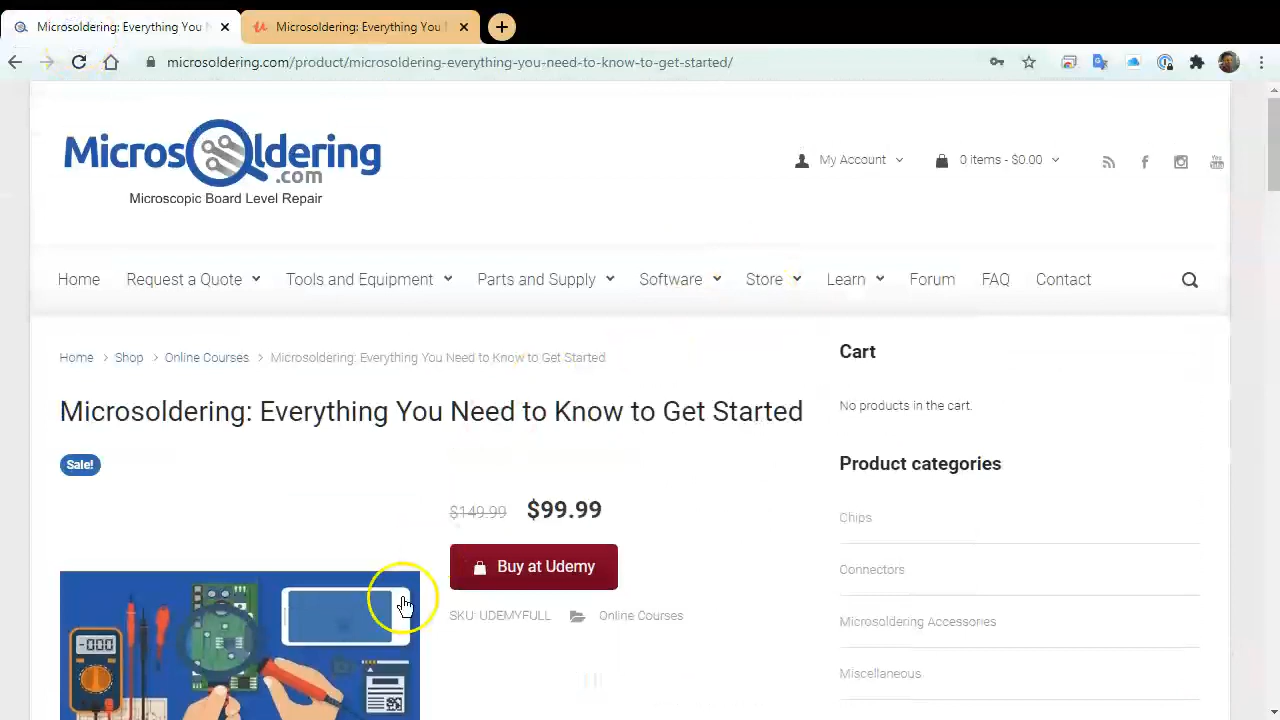 Microsoldering: Everything You
Microsoldering: Everything You
microsoldering.com/product/microsoldering-everything-you-need-to-know-to-get-started/
Microsoldering
.com
Microscopic Board Level Repair
My Account
0 items - $0.00
You
Tube
Home
Request a Quote
Tools and Equipment
Parts and Supply
Software
Store
Learn
Forum
FAQ
Contact
Home > Shop > Online Courses > Microsoldering: Everything You Need to Know to Get Started
Microsoldering: Everything You Need to Know to Get Started
Sale!
$149.99 $99.99
Buy at Udemy
SKU: UDEMYFULL
Online Courses
-000
Cart
No products in the cart.
Product categories
Chips
Connectors
Microsoldering Accessories
Miscellaneous